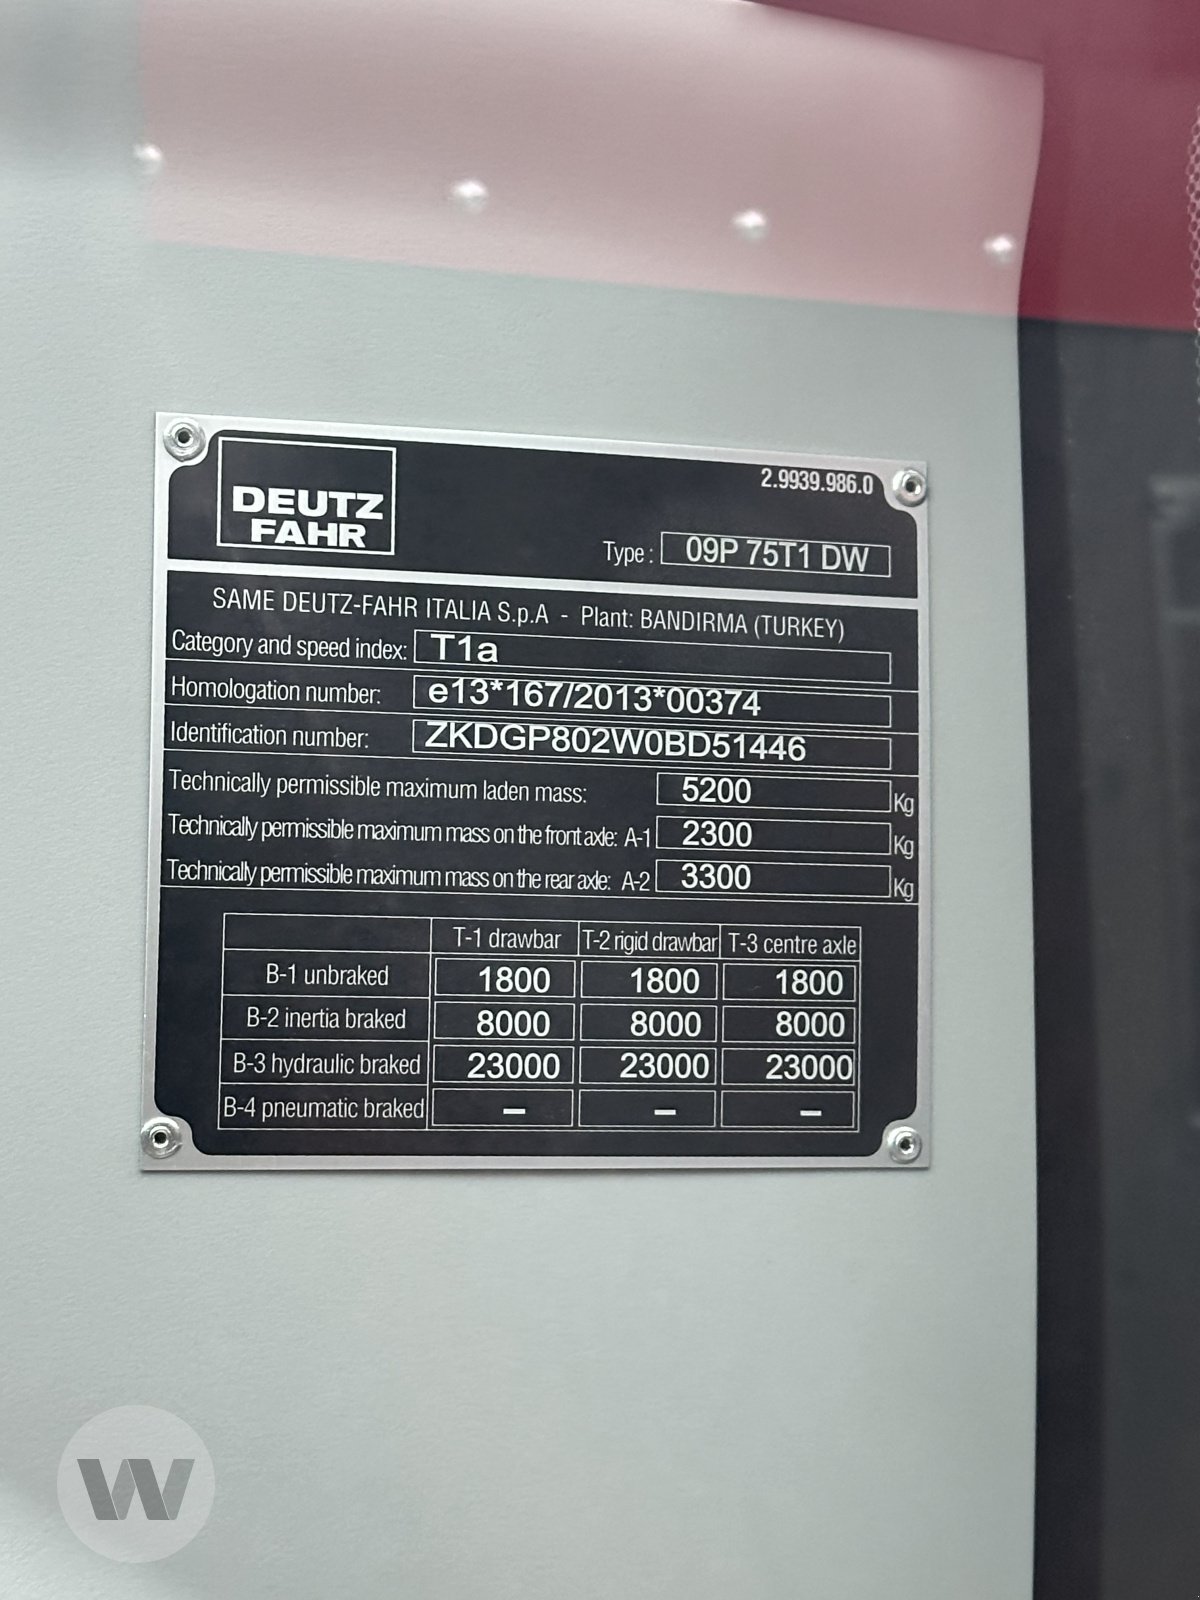 DEUTZ
FAHR
2.9939.986.0
Type : 09P 75T1 DW
SAME DEUTZ-FAHR ITALIA S.p.A - Plant: BANDIRMA (TURKEY)
Category and speed index: T1a
Homologation number: e13*167/2013*00374
Identification number: ZKDGP802W0BD51446
Technically permissible maximum laden mass: 5200 Kg
Technically permissible maximum mass on the front axle: A-1 2300 Kg
Technically permissible maximum mass on the rear axle: A-2 3300 Kg
T-1 drawbar T-2 rigid drawbar T-3 centre axle
B-1 unbraked 1800 1800 1800
B-2 inertia braked 8000 8000 8000
B-3 hydraulic braked 23000 23000 23000
B-4 pneumatic braked – – –
W